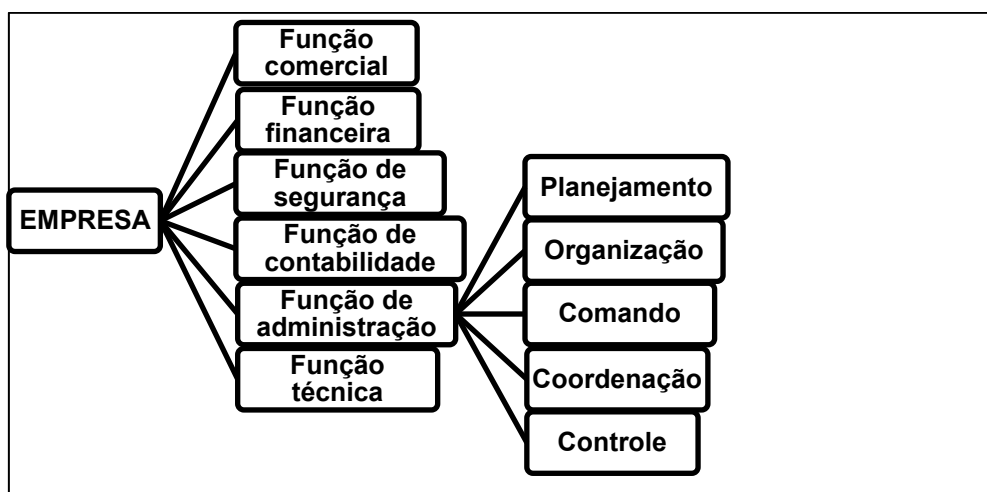 EMPRESA
Função
comercial
Função
financeira
Função de
segurança
Função de
contabilidade
Função de
administração
Função
técnica
Planejamento
Organização
Comando
Coordenação
Controle